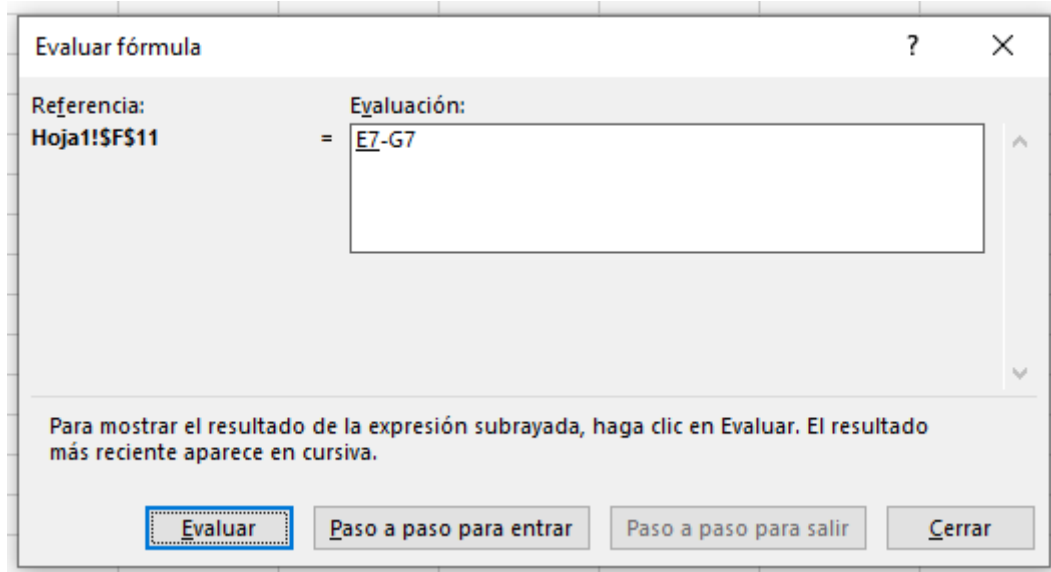 Evaluar fórmula
?
Referencia:
Evaluación:
Hoja1!$F$11
=
E7-G7
Para mostrar el resultado de la expresión subrayada, haga clic en Evaluar. El resultado
más reciente aparece en cursiva.
Evaluar
Paso a paso para entrar
Paso a paso para salir
Cerrar